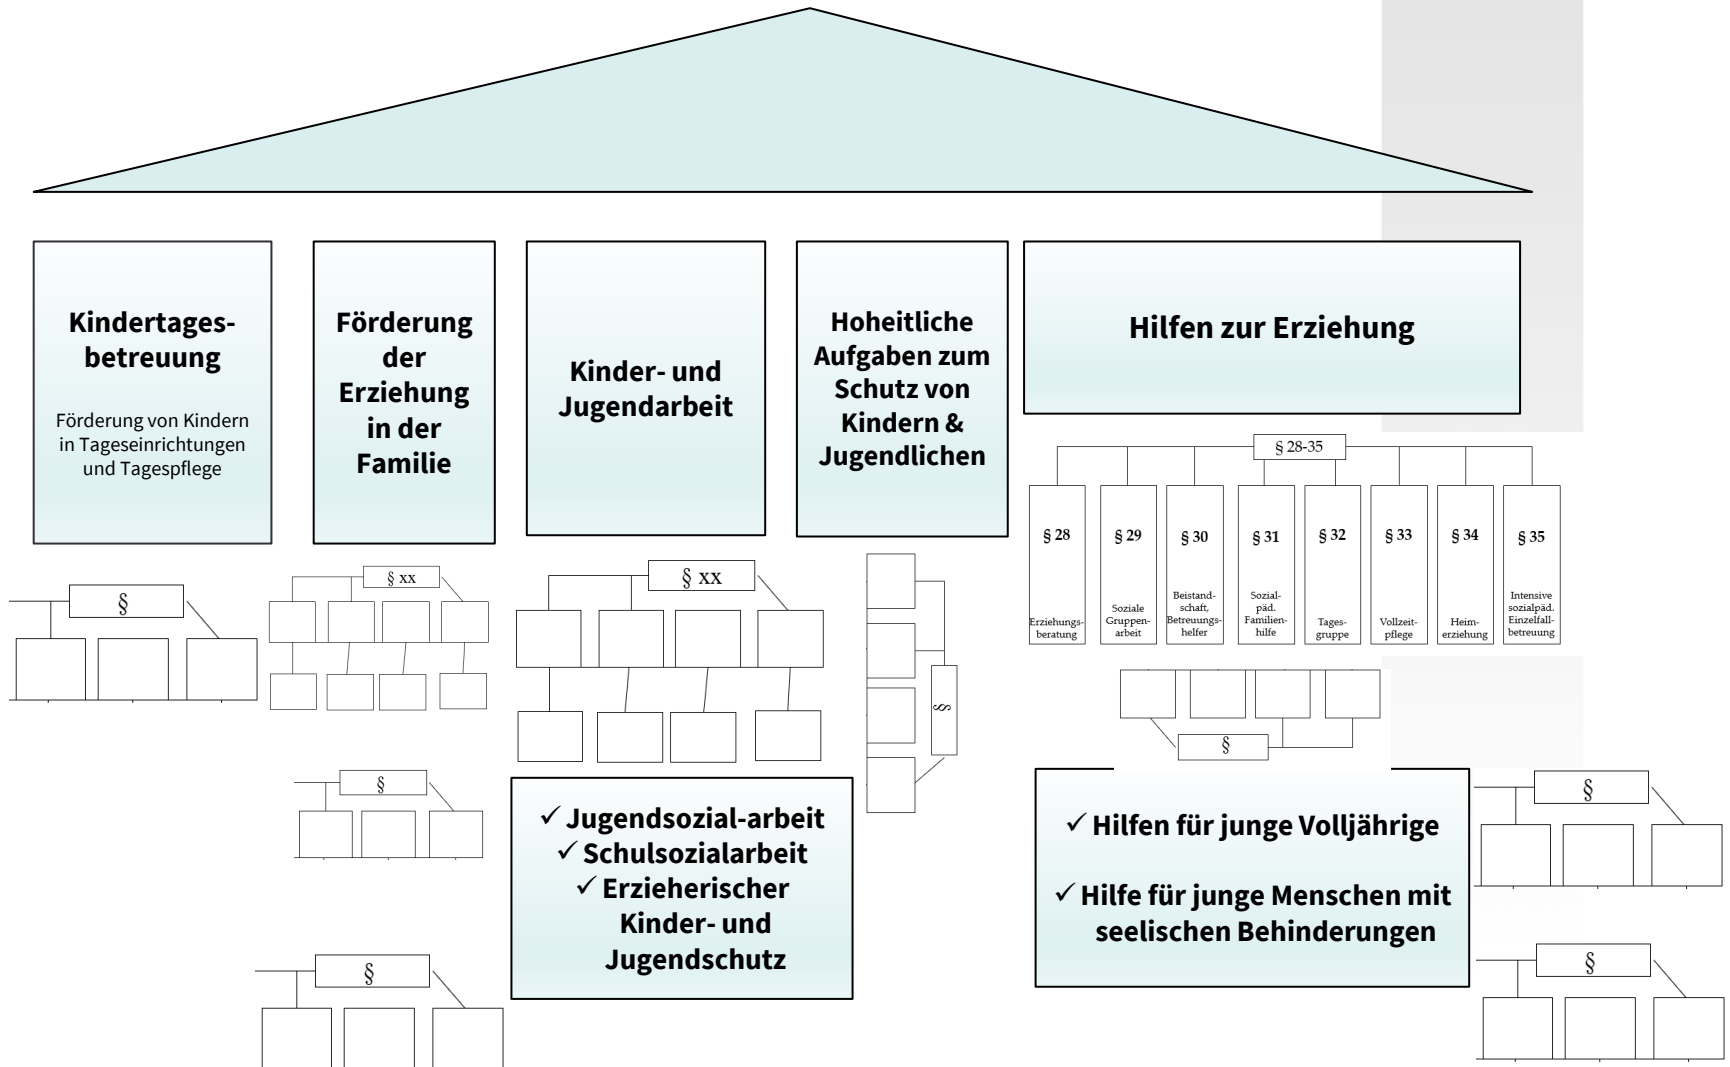 Kindertages-
betreuung
Förderung von Kindern
in Tageseinrichtungen
und Tagespflege
Förderung
der
Erziehung
in der
Familie
Kinder- und
Jugendarbeit
Hoheitliche
Aufgaben zum
Schutz von
Kindern &
Jugendlichen
Hilfen zur Erziehung
§ 28-35
§ 28
Erziehungs-
beratung
§ 29
Soziale
Gruppen-
arbeit
§ 30
Beistand-
schaft,
Betreuungs-
helfer
§ 31
Sozial-
päd.
Familien-
hilfe
§ 32
Tages-
gruppe
§ 33
Vollzeit-
pflege
§ 34
Heim-
erziehung
§ 35
Intensive
sozialpäd.
Einzelfall-
betreuung
§
§ xx
§ xx
§
§
§
✓ Jugendsozial-arbeit
✓ Schulsozialarbeit
✓ Erzieherischer
Kinder- und
Jugendschutz
✓ Hilfen für junge Volljährige
✓ Hilfe für junge Menschen mit
seelischen Behinderungen
§
§
§